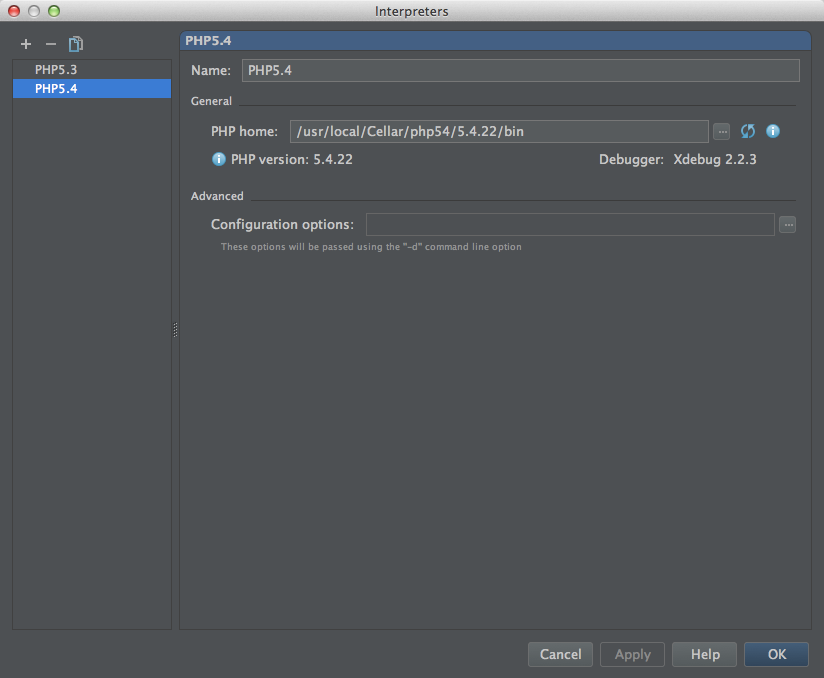 Interpreters
PHP5.3
PHP5.4
PHP5.4
Name: PHP5.4
General
PHP home: /usr/local/Cellar/php54/5.4.22/bin ...
PHP version: 5.4.22 Debugger: Xdebug 2.2.3
Advanced
Configuration options: ...
These options will be passed using the "-d" command line option
Cancel Apply Help OK